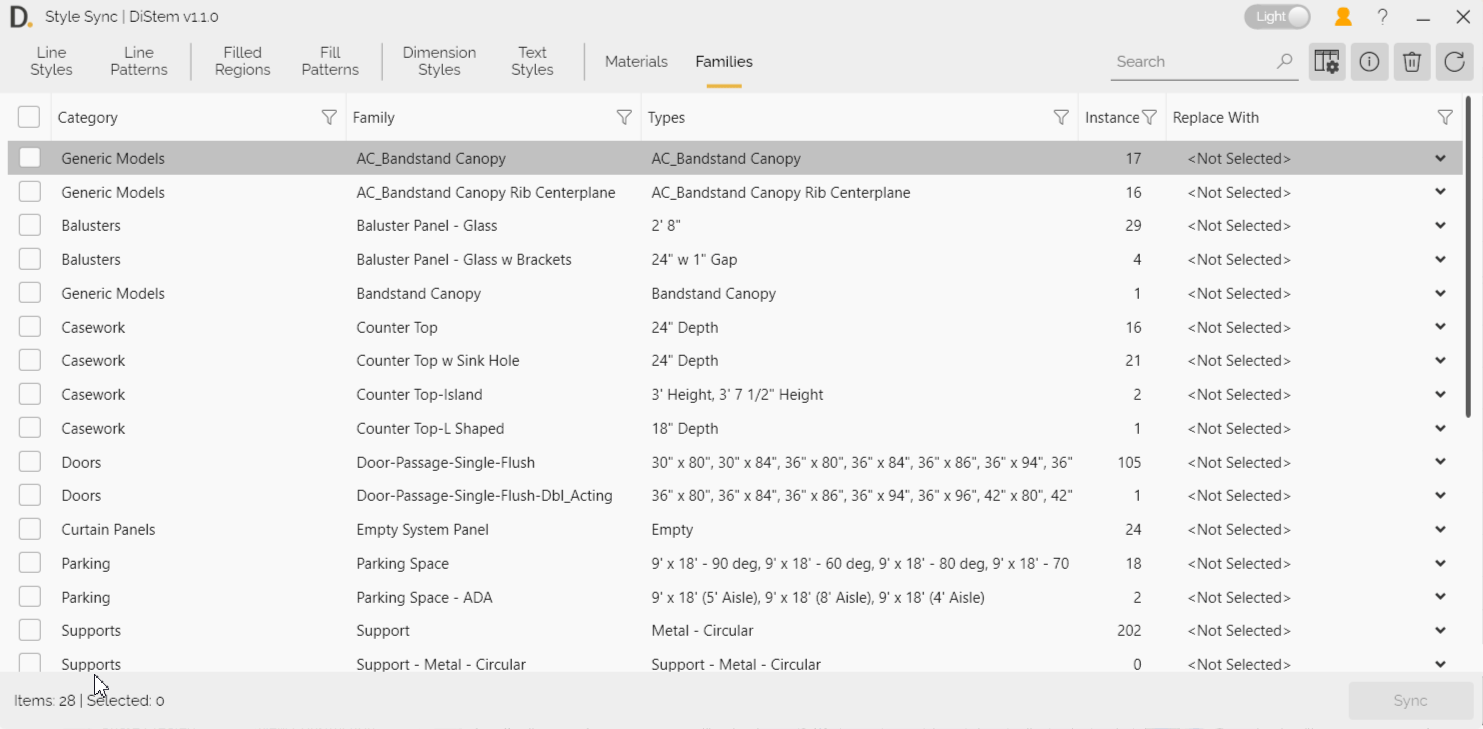 D. Style Sync | DiStem v1.1.0 Light ?
Line Styles
Line Patterns
Filled Regions
Fill Patterns
Dimension Styles
Text Styles
Materials
Families
Search
Category Family Types Instance Replace With
Generic Models AC_Bandstand Canopy AC_Bandstand Canopy 17 <Not Selected>
Generic Models AC_Bandstand Canopy Rib Centerplane AC_Bandstand Canopy Rib Centerplane 16 <Not Selected>
Balusters Baluster Panel - Glass 2' 8" 29 <Not Selected>
Balusters Baluster Panel - Glass w Brackets 24" w 1" Gap 4 <Not Selected>
Generic Models Bandstand Canopy Bandstand Canopy 1 <Not Selected>
Casework Counter Top 24" Depth 16 <Not Selected>
Casework Counter Top w Sink Hole 24" Depth 21 <Not Selected>
Casework Counter Top-Island 3' Height, 3' 7 1/2" Height 2 <Not Selected>
Casework Counter Top-L Shaped 18" Depth 1 <Not Selected>
Doors Door-Passage-Single-Flush 30" x 80", 30" x 84", 36" x 80", 36" x 84", 36" x 86", 36" x 94", 36" 105 <Not Selected>
Doors Door-Passage-Single-Flush-Dbl_Acting 36" x 80", 36" x 84", 36" x 86", 36" x 94", 36" x 96", 42" x 80", 42" 1 <Not Selected>
Curtain Panels Empty System Panel Empty 24 <Not Selected>
Parking Parking Space 9' x 18' - 90 deg, 9' x 18' - 60 deg, 9' x 18' - 80 deg, 9' x 18' - 70 18 <Not Selected>
Parking Parking Space - ADA 9' x 18' (5' Aisle), 9' x 18' (8' Aisle), 9' x 18' (4' Aisle) 2 <Not Selected>
Supports Support Metal - Circular 202 <Not Selected>
Supports Support - Metal - Circular Support - Metal - Circular 0 <Not Selected>
Items: 28 | Selected: 0 Sync